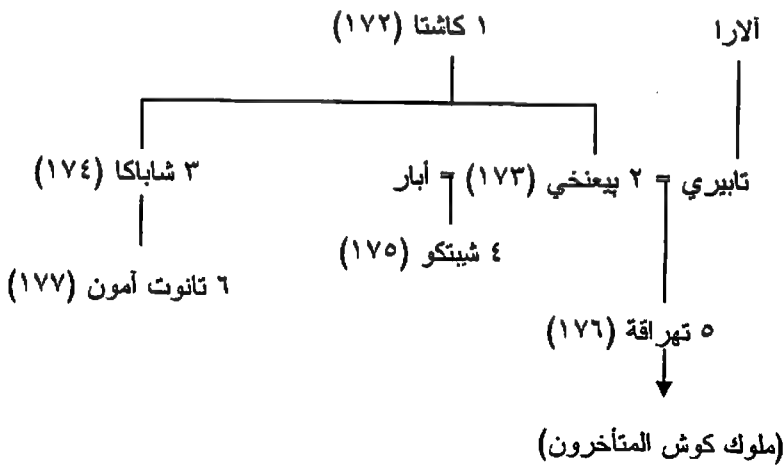 ١ كاشتا (١٧٢) آلارا
٣ شاباكا (١٧٤) أبار = ٢ بيعنخي (١٧٣) = تابيري
٤ شبتكو (١٧٥)
٦ تانوت آمون (١٧٧)
٥ تهراقة (١٧٦)
(ملوك كوش المتأخرون)